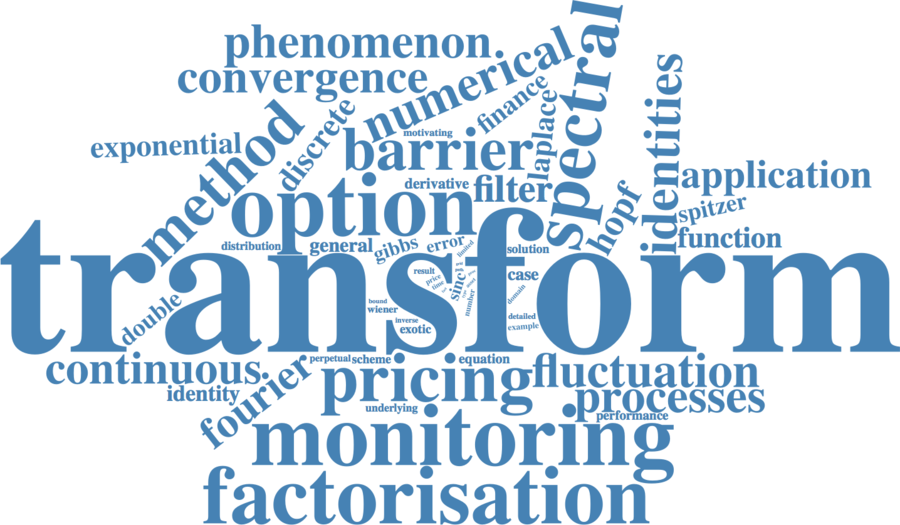 phenomenon
convergence
numerical
spectral
finance
identities
method
discrete
motivating
laplace
exponential
barrier
derivative
filter
application
option
hopf
spitzer
function
distribution
general
gibbs
error
limited
solution
transform
result
price
time
sinc
case
domain
number
bound
wiener
inverse
exotic
detailed
example
double
continuous
identity
fourier
perpetual
scheme
equation
pricing
fluctuation
processes
underlying
performance
monitoring
factorisation